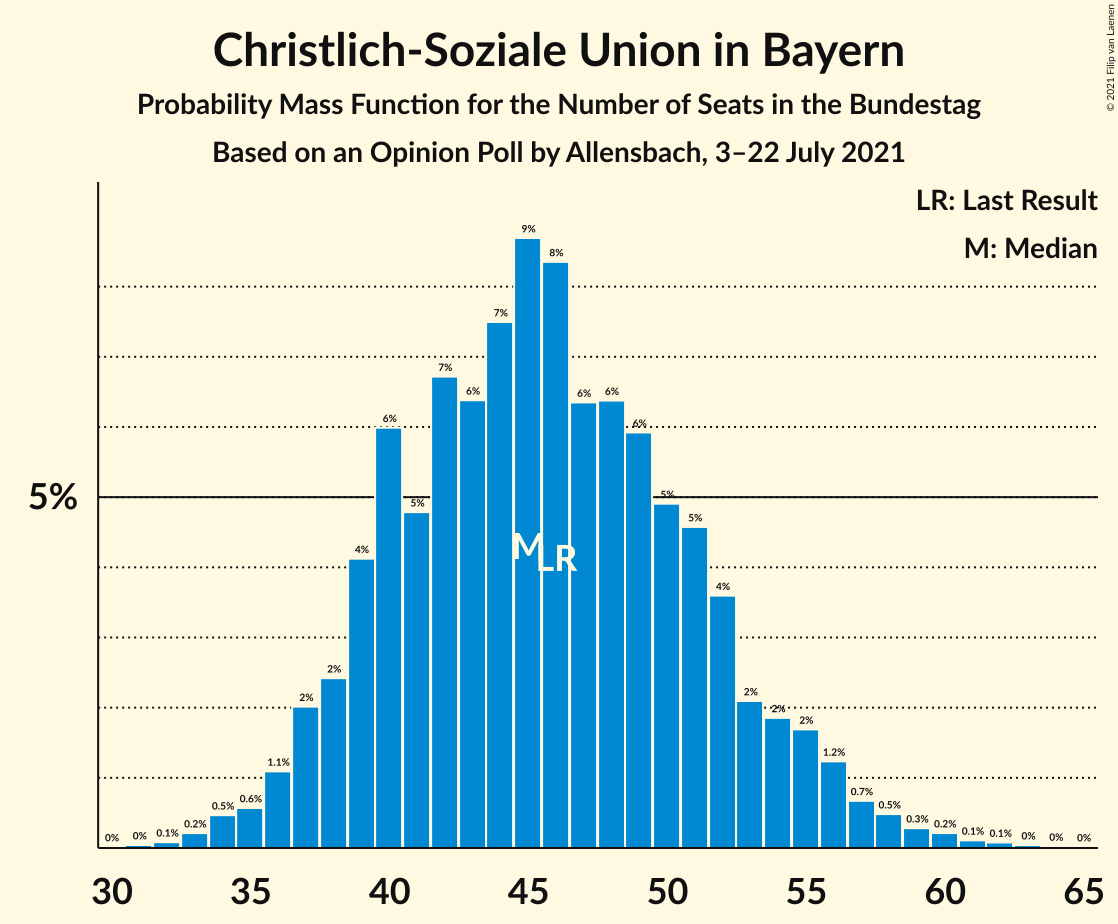 Christlich-Soziale Union in Bayern
Probability Mass Function for the Number of Seats in the Bundestag
Based on an Opinion Poll by Allensbach, 3–22 July 2021
© 2021 Filip van Laenen
LR: Last Result
M: Median
5%
0% 0% 0.1% 0.2% 0.5% 0.6% 1.1% 2% 2% 4% 6% 5% 7% 6% 7% 9% 8% 6% 6% 6% 5% 5% 4% 2% 2% 2% 1.2% 0.7% 0.5% 0.3% 0.2% 0.1% 0.1% 0% 0% 0%
M LR
30 35 40 45 50 55 60 65